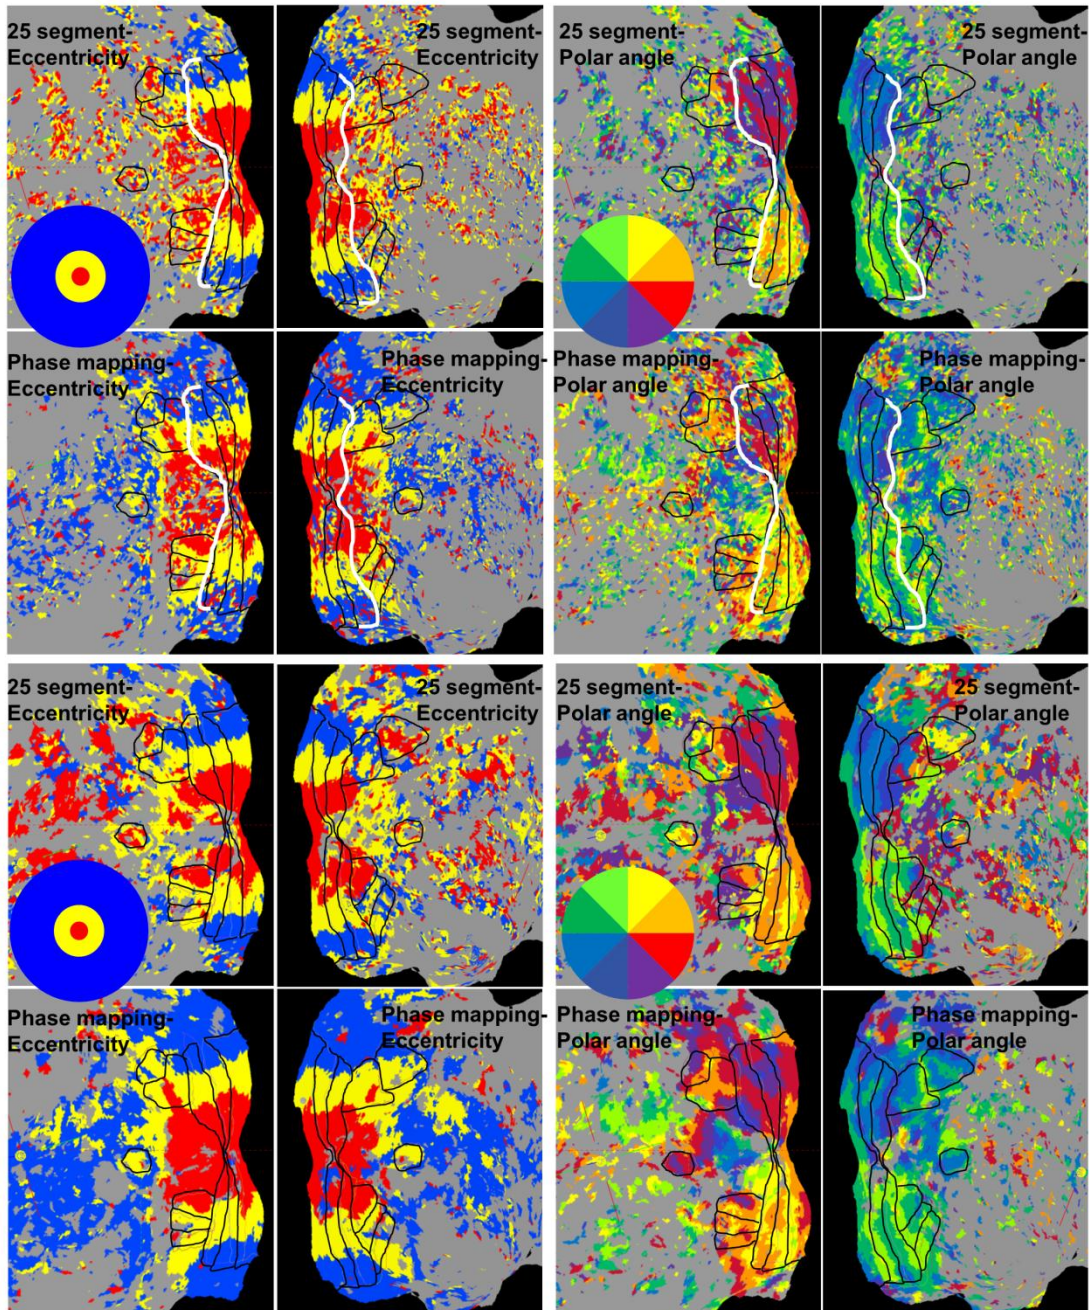 25 segment-
Eccentricity
25 segment-
Eccentricity
25 segment-
Polar angle
25 segment-
Polar angle
Phase mapping-
Eccentricity
Phase mapping-
Eccentricity
Phase mapping-
Polar angle
Phase mapping-
Polar angle
25 segment-
Eccentricity
25 segment-
Eccentricity
25 segment-
Polar angle
25 segment-
Polar angle
Phase mapping-
Eccentricity
Phase mapping-
Eccentricity
Phase mapping-
Polar angle
Phase mapping-
Polar angle